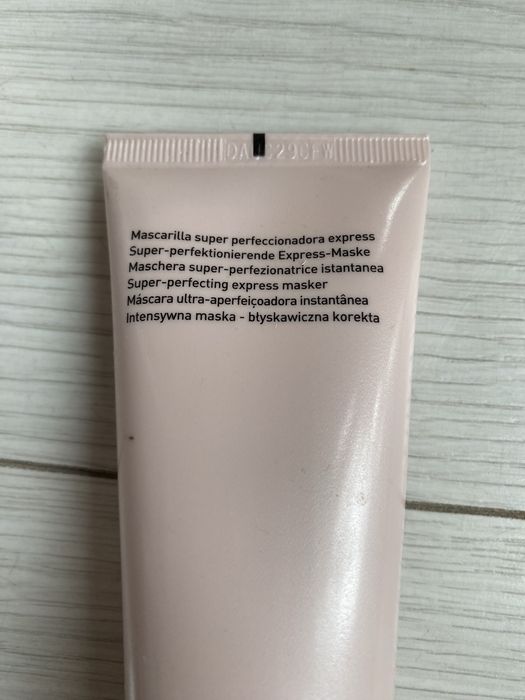 Mascarilla super perfeccionadora express
Super-perfektionierende Express-Maske
Maschera super-perfezionatrice istantanea
Super-perfecting express masker
Máscara ultra-aperfeiçoadora instantânea
Intensywna maska - błyskawiczna korekta